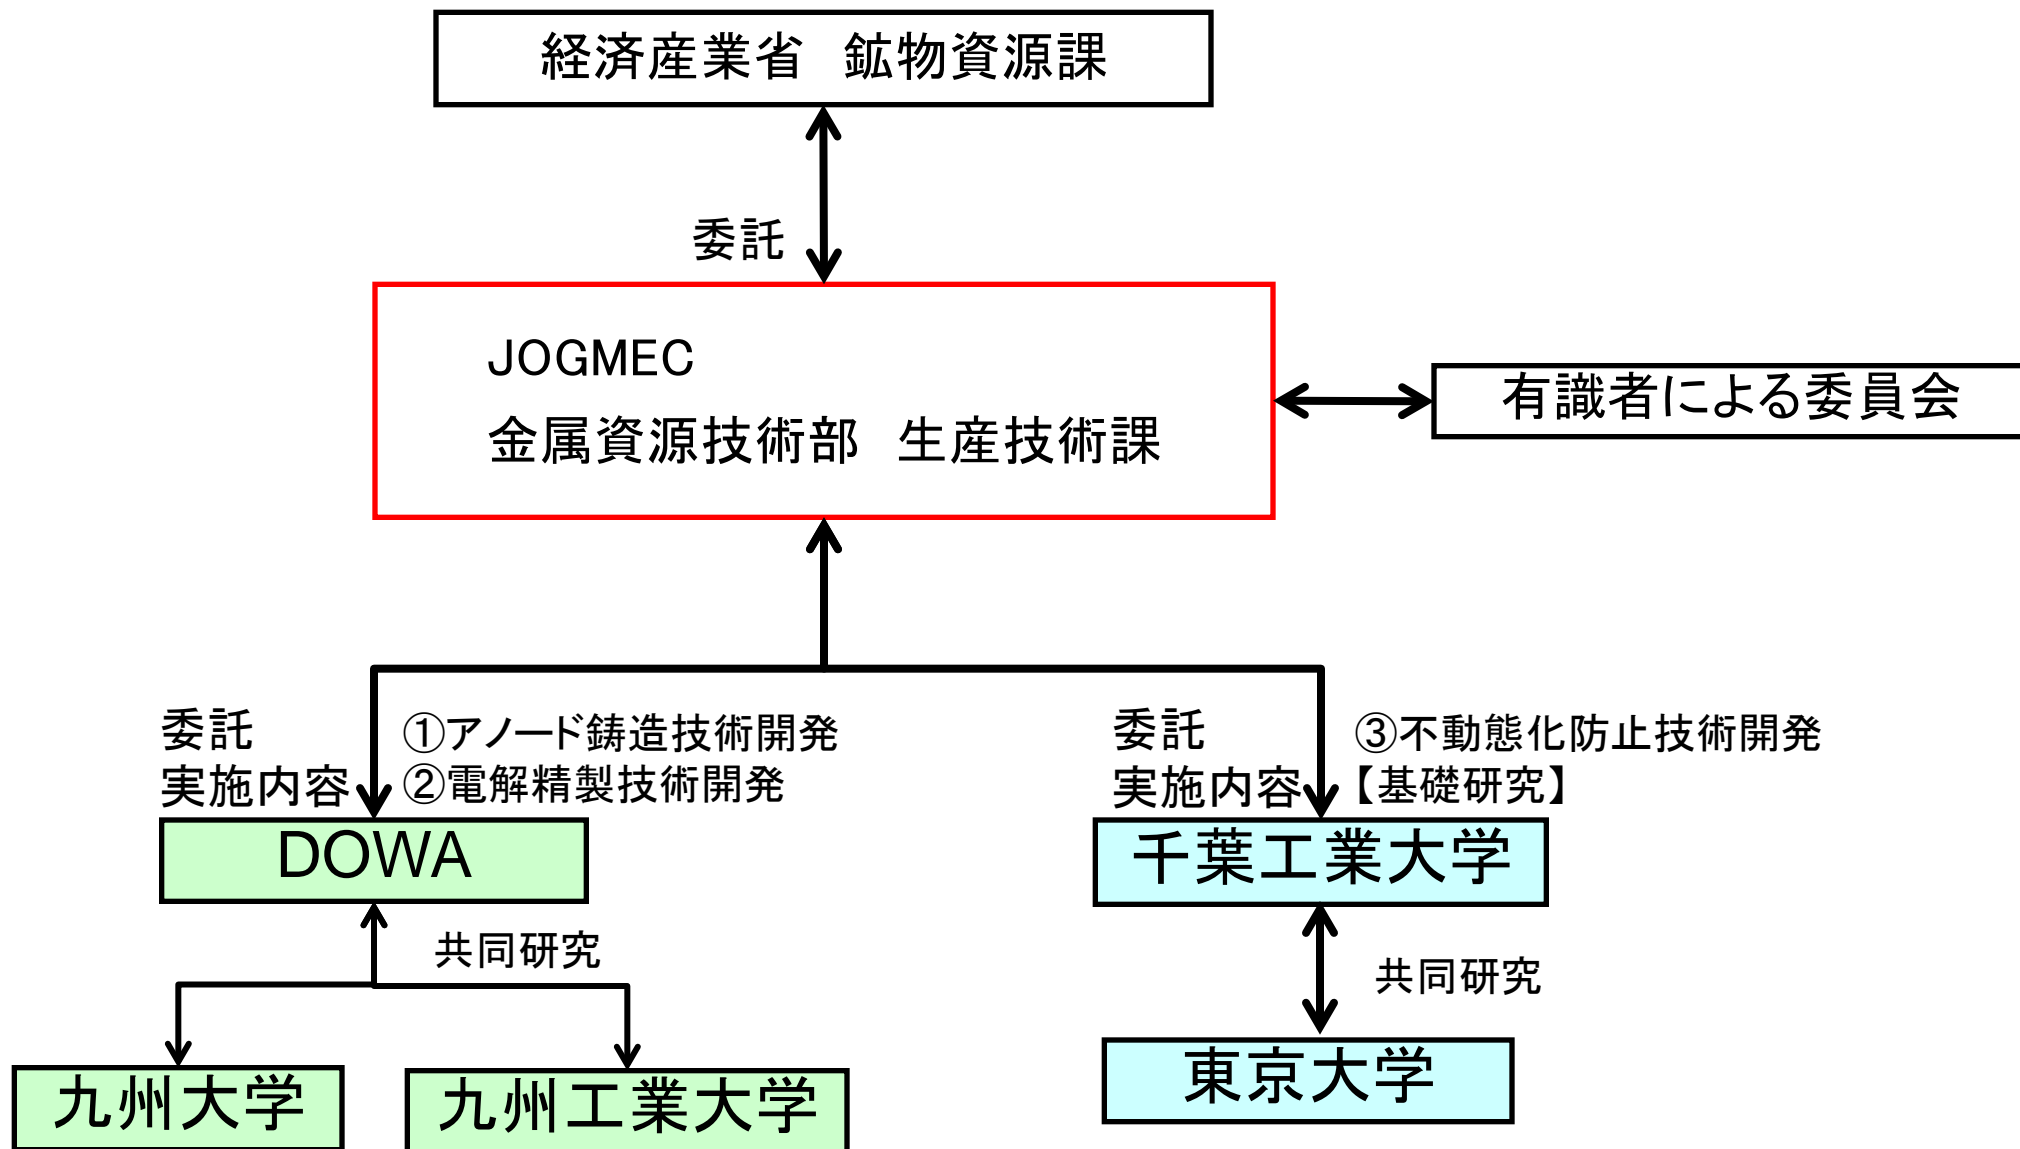 経済産業省　鉱物資源課
委託
JOGMEC
金属資源技術部　生産技術課
有識者による委員会
委託
実施内容
①アノード鋳造技術開発
②電解精製技術開発
委託
実施内容
③不動態化防止技術開発
【基礎研究】
DOWA
千葉工業大学
共同研究
共同研究
九州大学
九州工業大学
東京大学